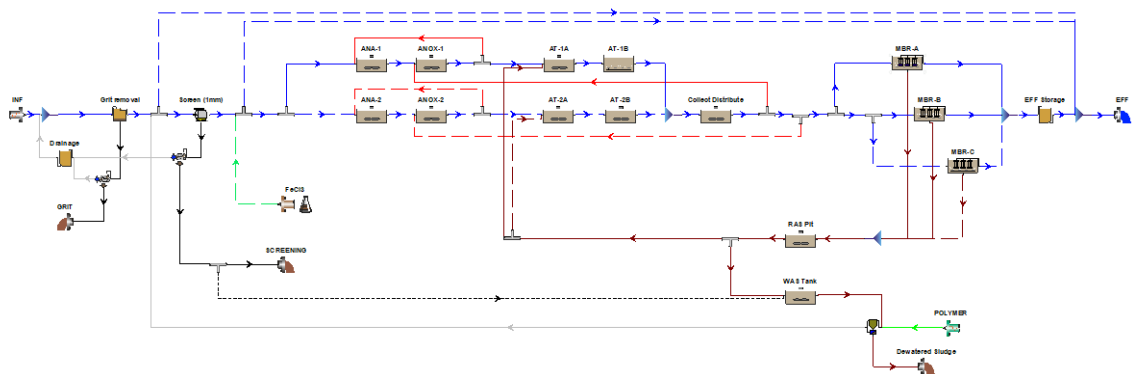 MBR-A
ANA-1
ANOX-1
AT-1A
AT-1B
INF
Grit removal
Screen (1mm)
ANA-2
ANOX-2
AT-2A
AT-2B
Collect Distribute
MBR-B
EFF Storage
EFF
Drainage
MBR-C
FeCl3
GRIT
RAS Pit
SCREENING
WAS Tank
POLYMER
Dewatered Sludge